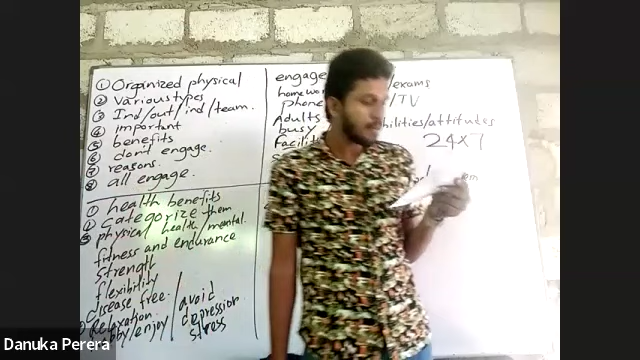 ① Organized physical
② Various types
③ Ind/out/ind/team.
④ important
⑤ benefits
⑥ don't engage.
⑦ reasons.
⑧ all engage.
① health benefits
② categorize them
③ physical health/mental
fitness and endurance
strength
flexibility
disease free
Relaxation
/enjoy
avoid
depression
stress
engage
/exams
homework
phone
/TV
Adults
bilities/attitudes
busy
24x7
Danuka Perera